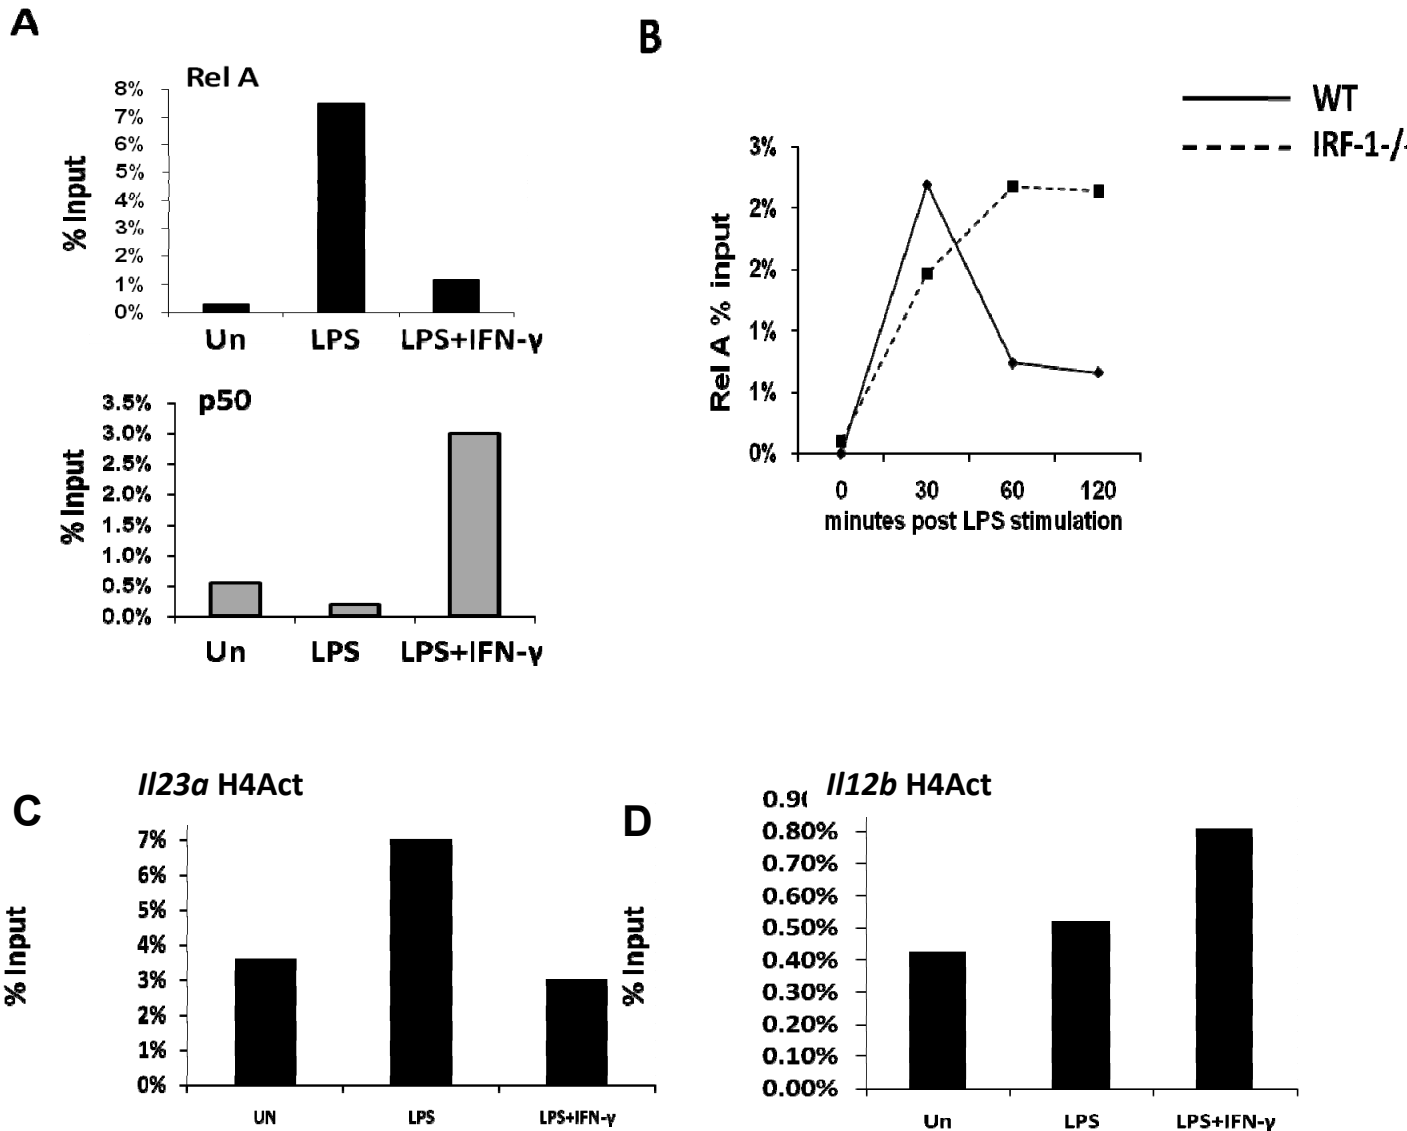 A
Rel A
8%
7%
6%
5%
4%
3%
2%
1%
0%
% Input
Un LPS LPS+IFN-γ
p50
3.5%
3.0%
2.5%
2.0%
1.5%
1.0%
0.5%
0.0%
% Input
Un LPS LPS+IFN-γ
B
WT
IRF-1-/-
3%
2%
2%
1%
1%
0%
Rel A % input
0 30 60 120
minutes post LPS stimulation
C
Il23a H4Act
7%
6%
5%
4%
3%
2%
1%
0%
% Input
UN LPS LPS+IFN-γ
D
Il12b H4Act
0.9
0.80%
0.70%
0.60%
0.50%
0.40%
0.30%
0.20%
0.10%
0.00%
% Input
Un LPS LPS+IFN-γ